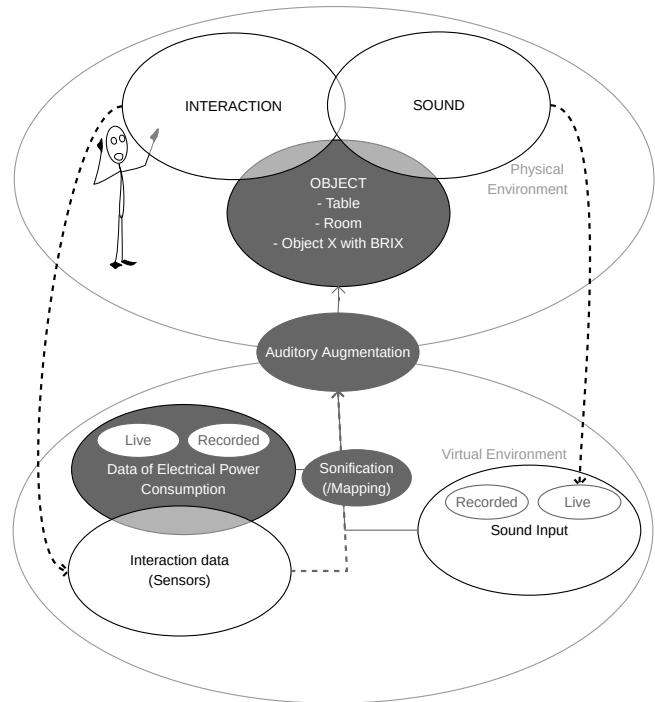 INTERACTION
SOUND
OBJECT
- Table
- Room
- Object X with BRIX
Physical
Environment
Auditory Augmentation
Virtual Environment
Live
Recorded
Data of Electrical Power
Consumption
Sonification
(/Mapping)
Recorded
Live
Sound Input
Interaction data
(Sensors)